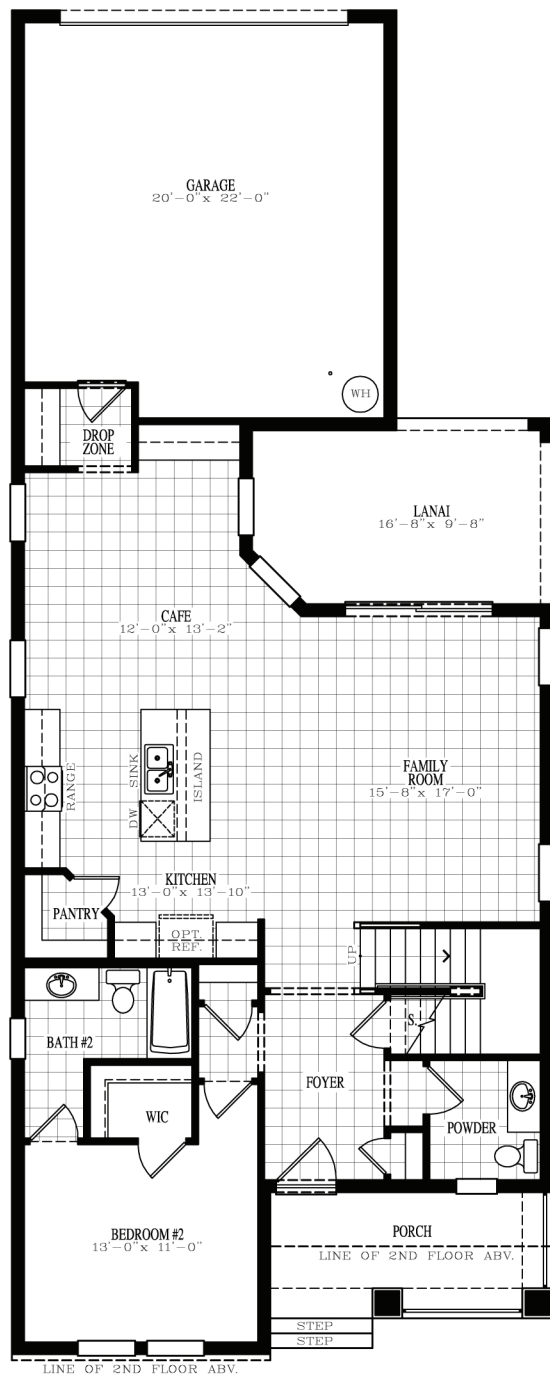 GARAGE
20'-0"x 22'-0"
WH
DROP
ZONE
LANAI
16'-8"x 9'-8"
CAFE
12'-0"x 13'-2"
RANGE
SINK
DW
ISLAND
FAMILY
ROOM
15'-8"x 17'-0"
KITCHEN
13'-0"x 13'-10"
PANTRY
OPT.
REF.
UP
S.
BATH #2
WIC
FOYER
POWDER
BEDROOM #2
13'-0"x 11'-0"
PORCH
LINE OF 2ND FLOOR ABV.
STEP
STEP
LINE OF 2ND FLOOR ABV.